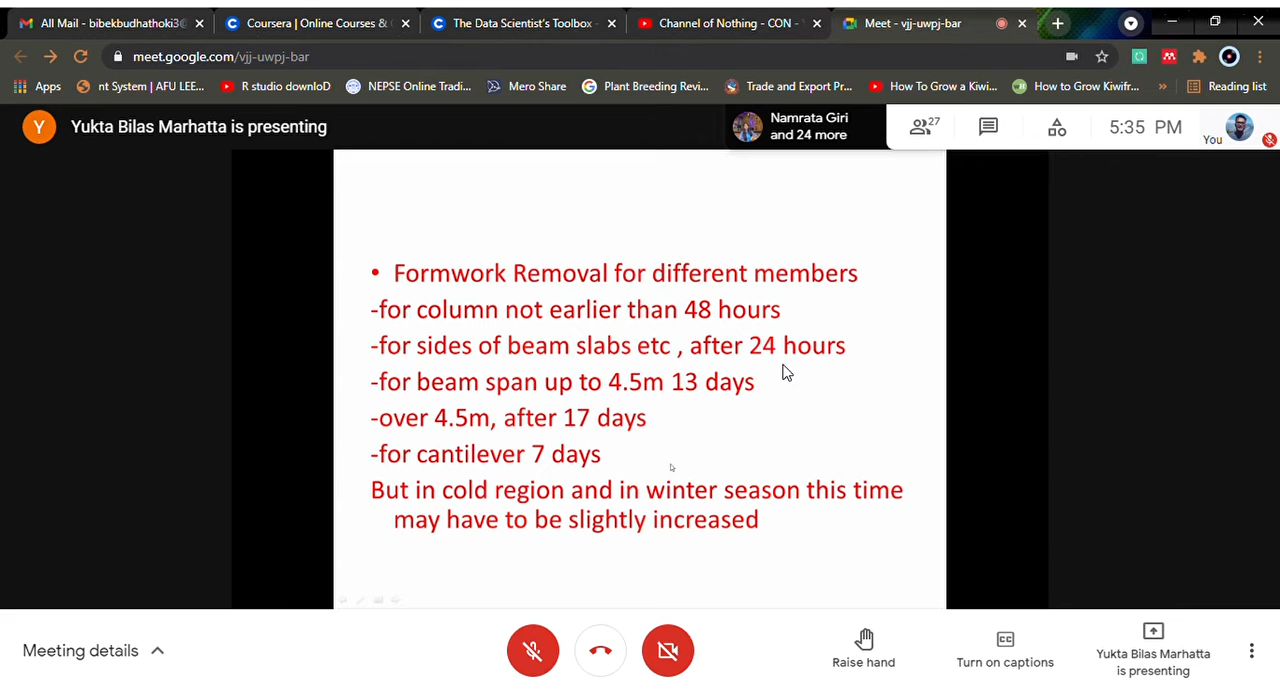 All Mail - bibekbudhathoki3@
Coursera | Online Courses &
The Data Scientist's Toolbox -
Channel of Nothing - CON -
Meet - vjj-uwpj-bar
meet.google.com/vjj-uwpj-bar
Apps
nt System | AFU LEE...
R studio downloD
NEPSE Online Tradi...
Mero Share
Plant Breeding Revi...
Trade and Export Pr...
How To Grow a Kiwi...
How to Grow Kiwifr...
»
Reading list
Y
Yukta Bilas Marhatta is presenting
Namrata Giri
and 24 more
27
5:35 PM
You
• Formwork Removal for different members
-for column not earlier than 48 hours
-for sides of beam slabs etc , after 24 hours
-for beam span up to 4.5m 13 days
-over 4.5m, after 17 days
-for cantilever 7 days
But in cold region and in winter season this time
may have to be slightly increased
Meeting details
Raise hand
CC
Turn on captions
Yukta Bilas Marhatta
is presenting